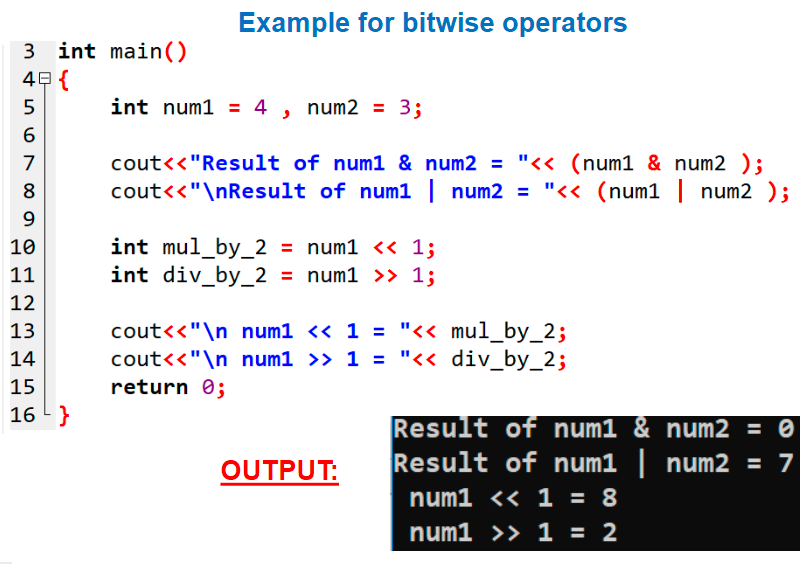 Example for bitwise operators
3 int main()
4 {
5 int num1 = 4 , num2 = 3;
6
7 cout<<"Result of num1 & num2 = "<< (num1 & num2 );
8 cout<<"\nResult of num1 | num2 = "<< (num1 | num2 );
9
10 int mul_by_2 = num1 << 1;
11 int div_by_2 = num1 >> 1;
12
13 cout<<"\n num1 << 1 = "<< mul_by_2;
14 cout<<"\n num1 >> 1 = "<< div_by_2;
15 return 0;
16 }
OUTPUT:
Result of num1 & num2 = 0
Result of num1 | num2 = 7
num1 << 1 = 8
num1 >> 1 = 2